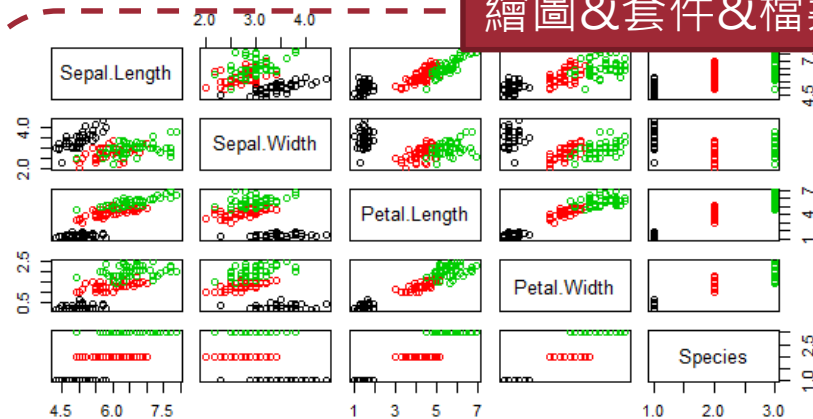 繪圖&套件&檔案
2.0 3.0 4.0
Sepal.Length
4.5 7
2.0 4.0
Sepal.Width
Petal.Length
1 4 7
0.5 2.5
Petal.Width
Species
1.0 2.5
4.5 6.0 7.5
1 3 5 7
1.0 2.0 3.0